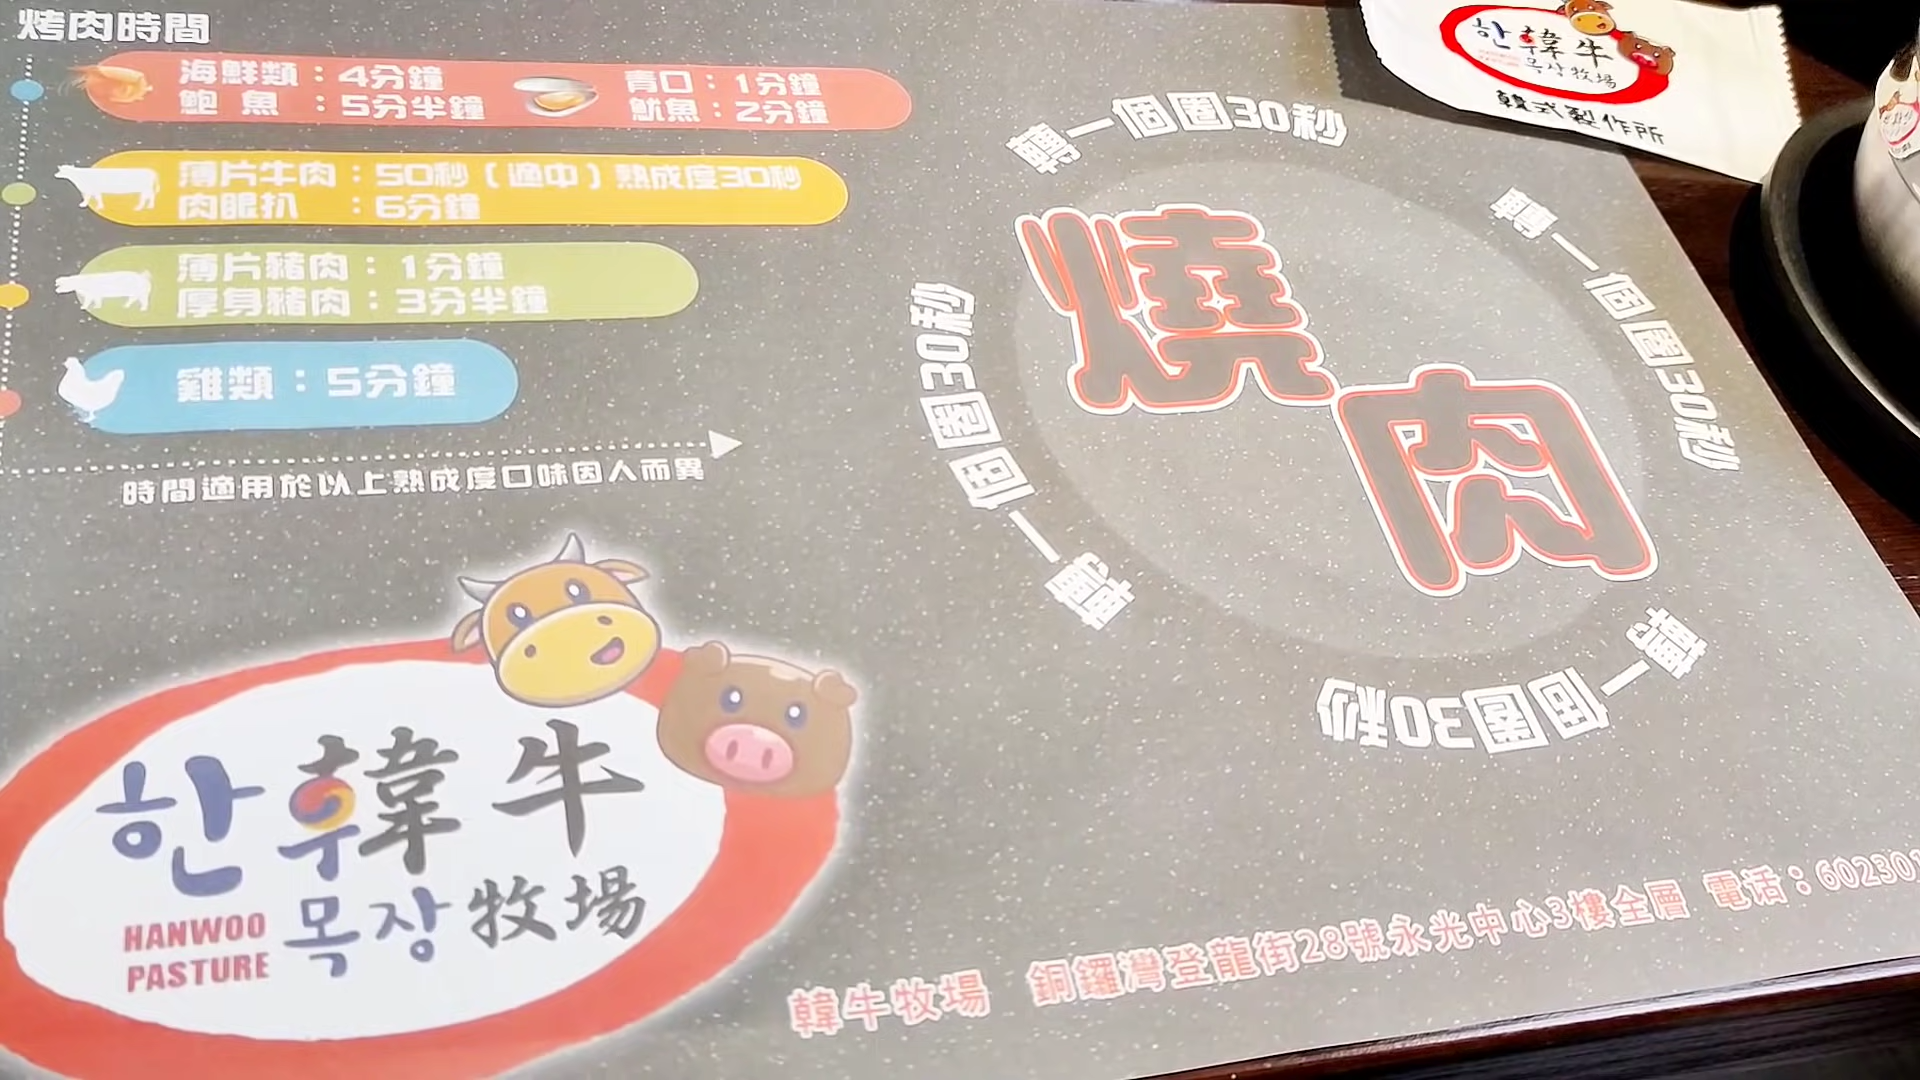 烤肉時間
海鮮類：4分鐘
鮑 魚 ：5分半鐘
青口：1分鐘
魷魚：2分鐘
薄片牛肉：50秒（適中）熟成度30秒
肉眼扒 ：6分鐘
薄片豬肉：1分鐘
厚身豬肉：3分半鐘
雞類：5分鐘
時間適用於以上熟成度口味因人而異
轉一個圈30秒
轉一個圈30秒
轉一個圈30秒
轉一個圈30秒
燒肉
한우 韓牛
HANWOO
PASTURE
목장 牧場
韓牛牧場 銅鑼灣登龍街28號永光中心3樓全層 電话：602301
한우 韓牛
목장 牧場
韓式製作所